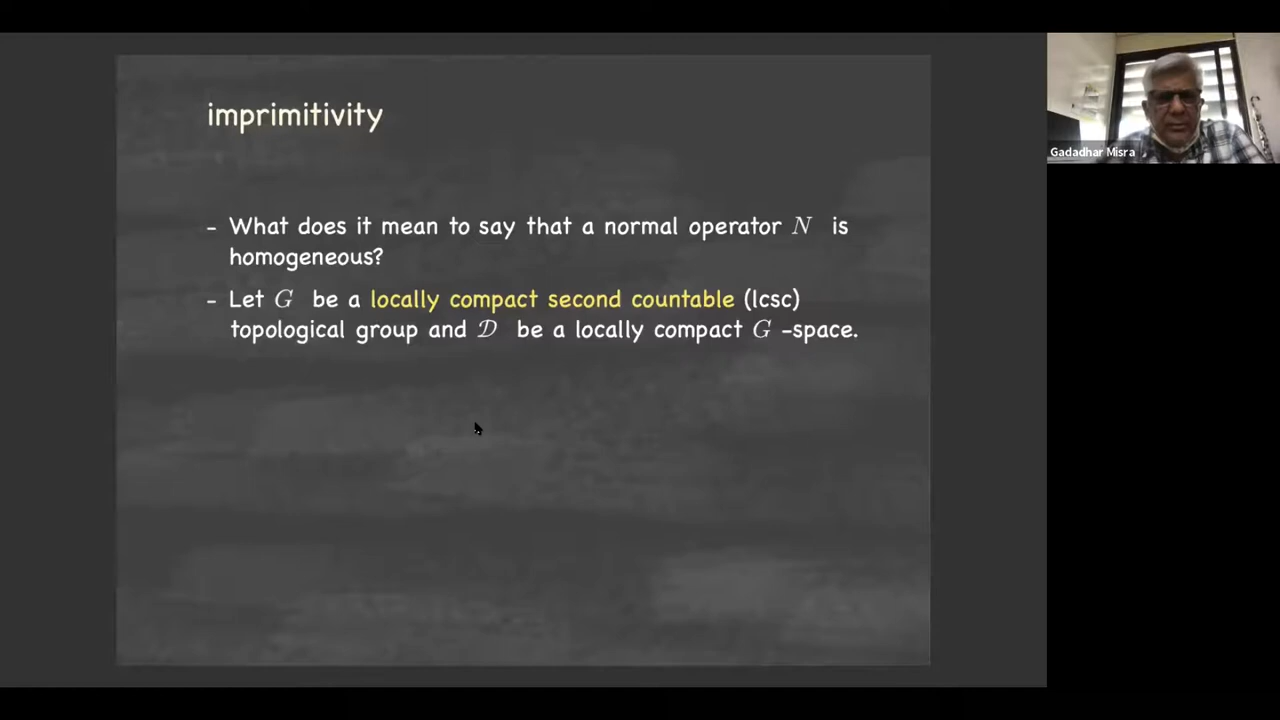 imprimitivity
- What does it mean to say that a normal operator N is
homogeneous?
- Let G be a locally compact second countable (lcsc)
topological group and 𝒟 be a locally compact G -space.
Gadadhar Misra